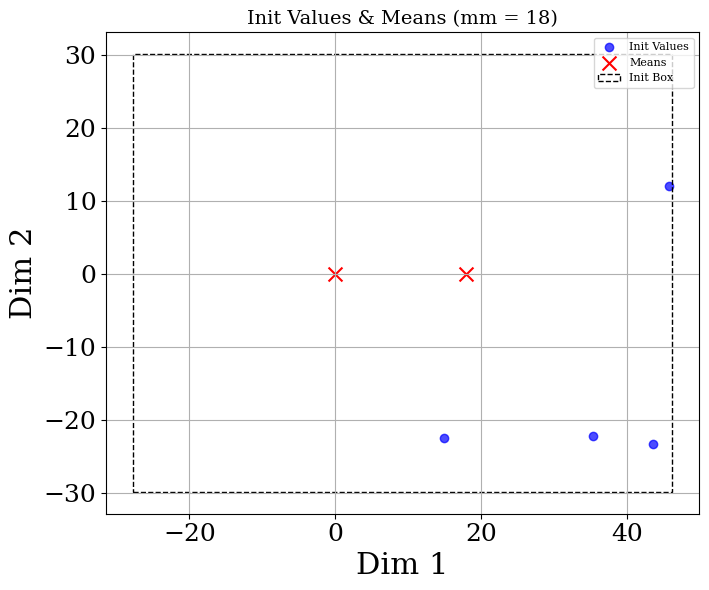 Init Values & Means (mm = 18)
Init Values
Means
Init Box
30
20
10
0
−10
−20
−30
Dim 2
−20 0 20 40
Dim 1